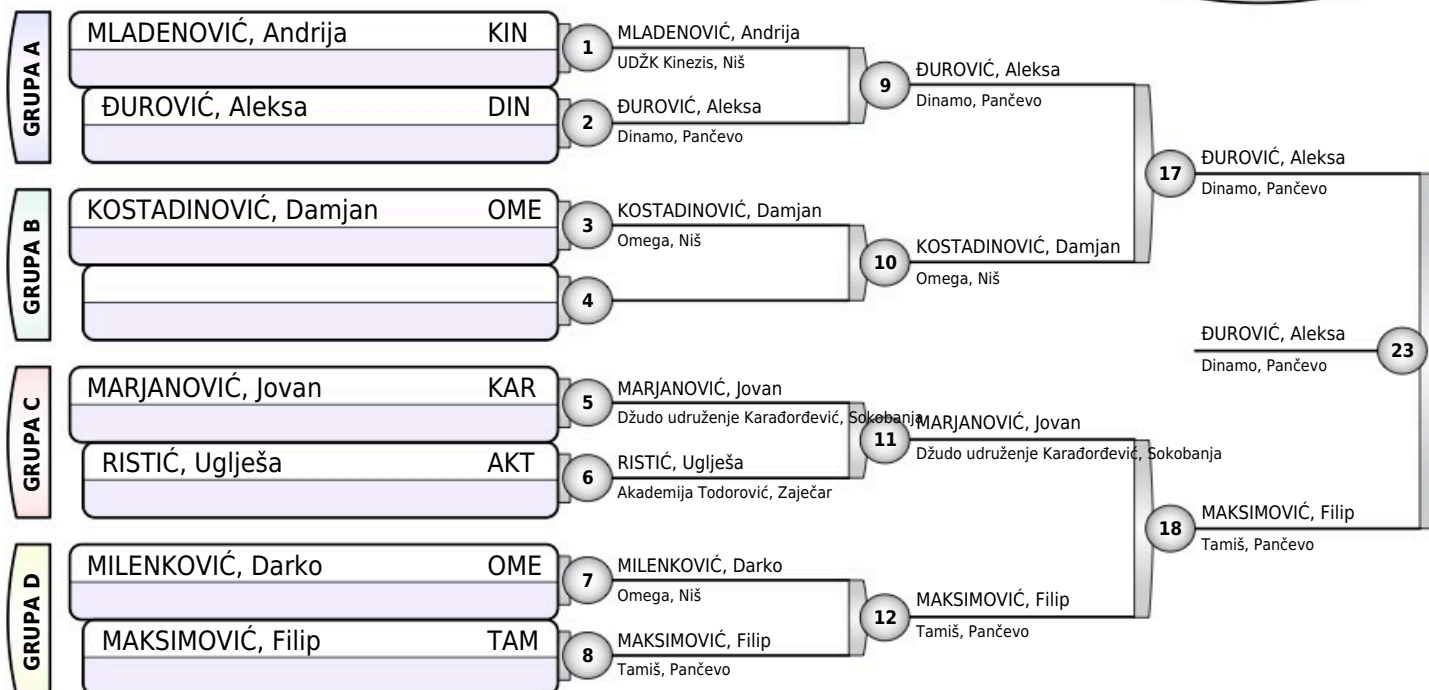 GRUPA A
MLADENOVIĆ, Andrija KIN
ĐUROVIĆ, Aleksa DIN
1
MLADENOVIĆ, Andrija
UDŽK Kinezis, Niš
2
ĐUROVIĆ, Aleksa
Dinamo, Pančevo
9
ĐUROVIĆ, Aleksa
Dinamo, Pančevo
GRUPA B
KOSTADINOVIĆ, Damjan OME
3
KOSTADINOVIĆ, Damjan
Omega, Niš
4
10
KOSTADINOVIĆ, Damjan
Omega, Niš
17
ĐUROVIĆ, Aleksa
Dinamo, Pančevo
GRUPA C
MARJANOVIĆ, Jovan KAR
RISTIĆ, Uglješa AKT
5
MARJANOVIĆ, Jovan
Džudo udruženje Karađorđević, Sokobanja
6
RISTIĆ, Uglješa
Akademija Todorović, Zaječar
11
MARJANOVIĆ, Jovan
Džudo udruženje Karađorđević, Sokobanja
GRUPA D
MILENKOVIĆ, Darko OME
MAKSIMOVIĆ, Filip TAM
7
MILENKOVIĆ, Darko
Omega, Niš
8
MAKSIMOVIĆ, Filip
Tamiš, Pančevo
12
MAKSIMOVIĆ, Filip
Tamiš, Pančevo
18
MAKSIMOVIĆ, Filip
Tamiš, Pančevo
ĐUROVIĆ, Aleksa
Dinamo, Pančevo
23